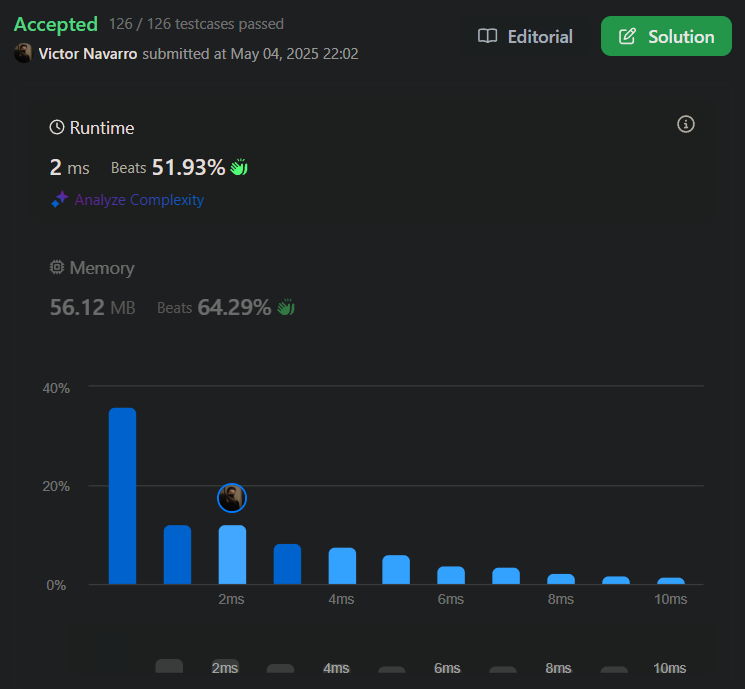 Accepted 126 / 126 testcases passed
Editorial
Solution
Victor Navarro submitted at May 04, 2025 22:02
Runtime
2 ms Beats 51.93%
Analyze Complexity
Memory
56.12 MB Beats 64.29%
40%
20%
0%
2ms 4ms 6ms 8ms 10ms
2ms 4ms 6ms 8ms 10ms